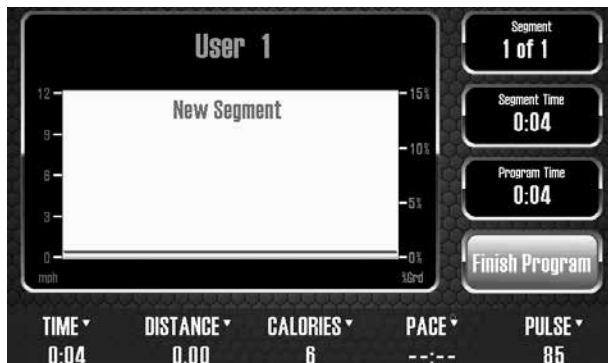 User 1
New Segment
12
9
6
3
0
mph
15%
10%
5%
0%
%Grd
Segment
1 of 1
Segment Time
0:04
Program Time
0:04
Finish Program
TIME DISTANCE CALORIES PACE PULSE
0:04 0.00 6 --:-- 85